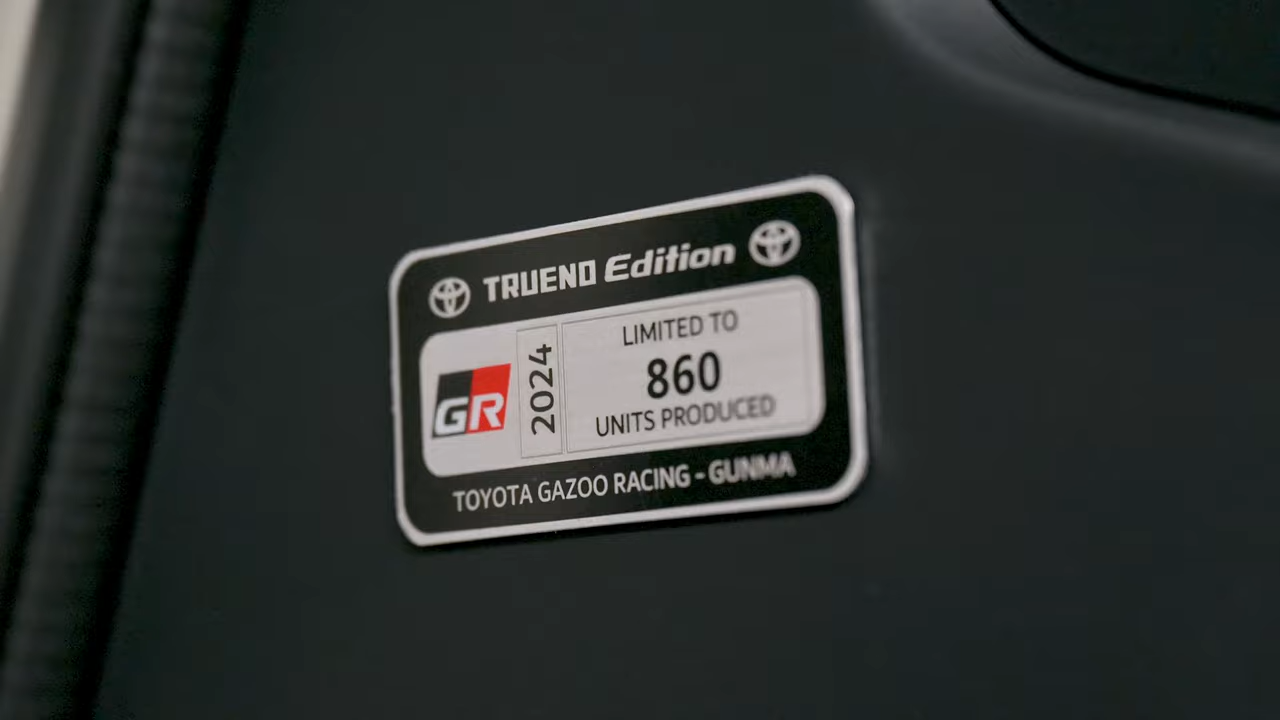 TRUENO Edition
GR
2024
LIMITED TO
860
UNITS PRODUCED
TOYOTA GAZOO RACING - GUNMA